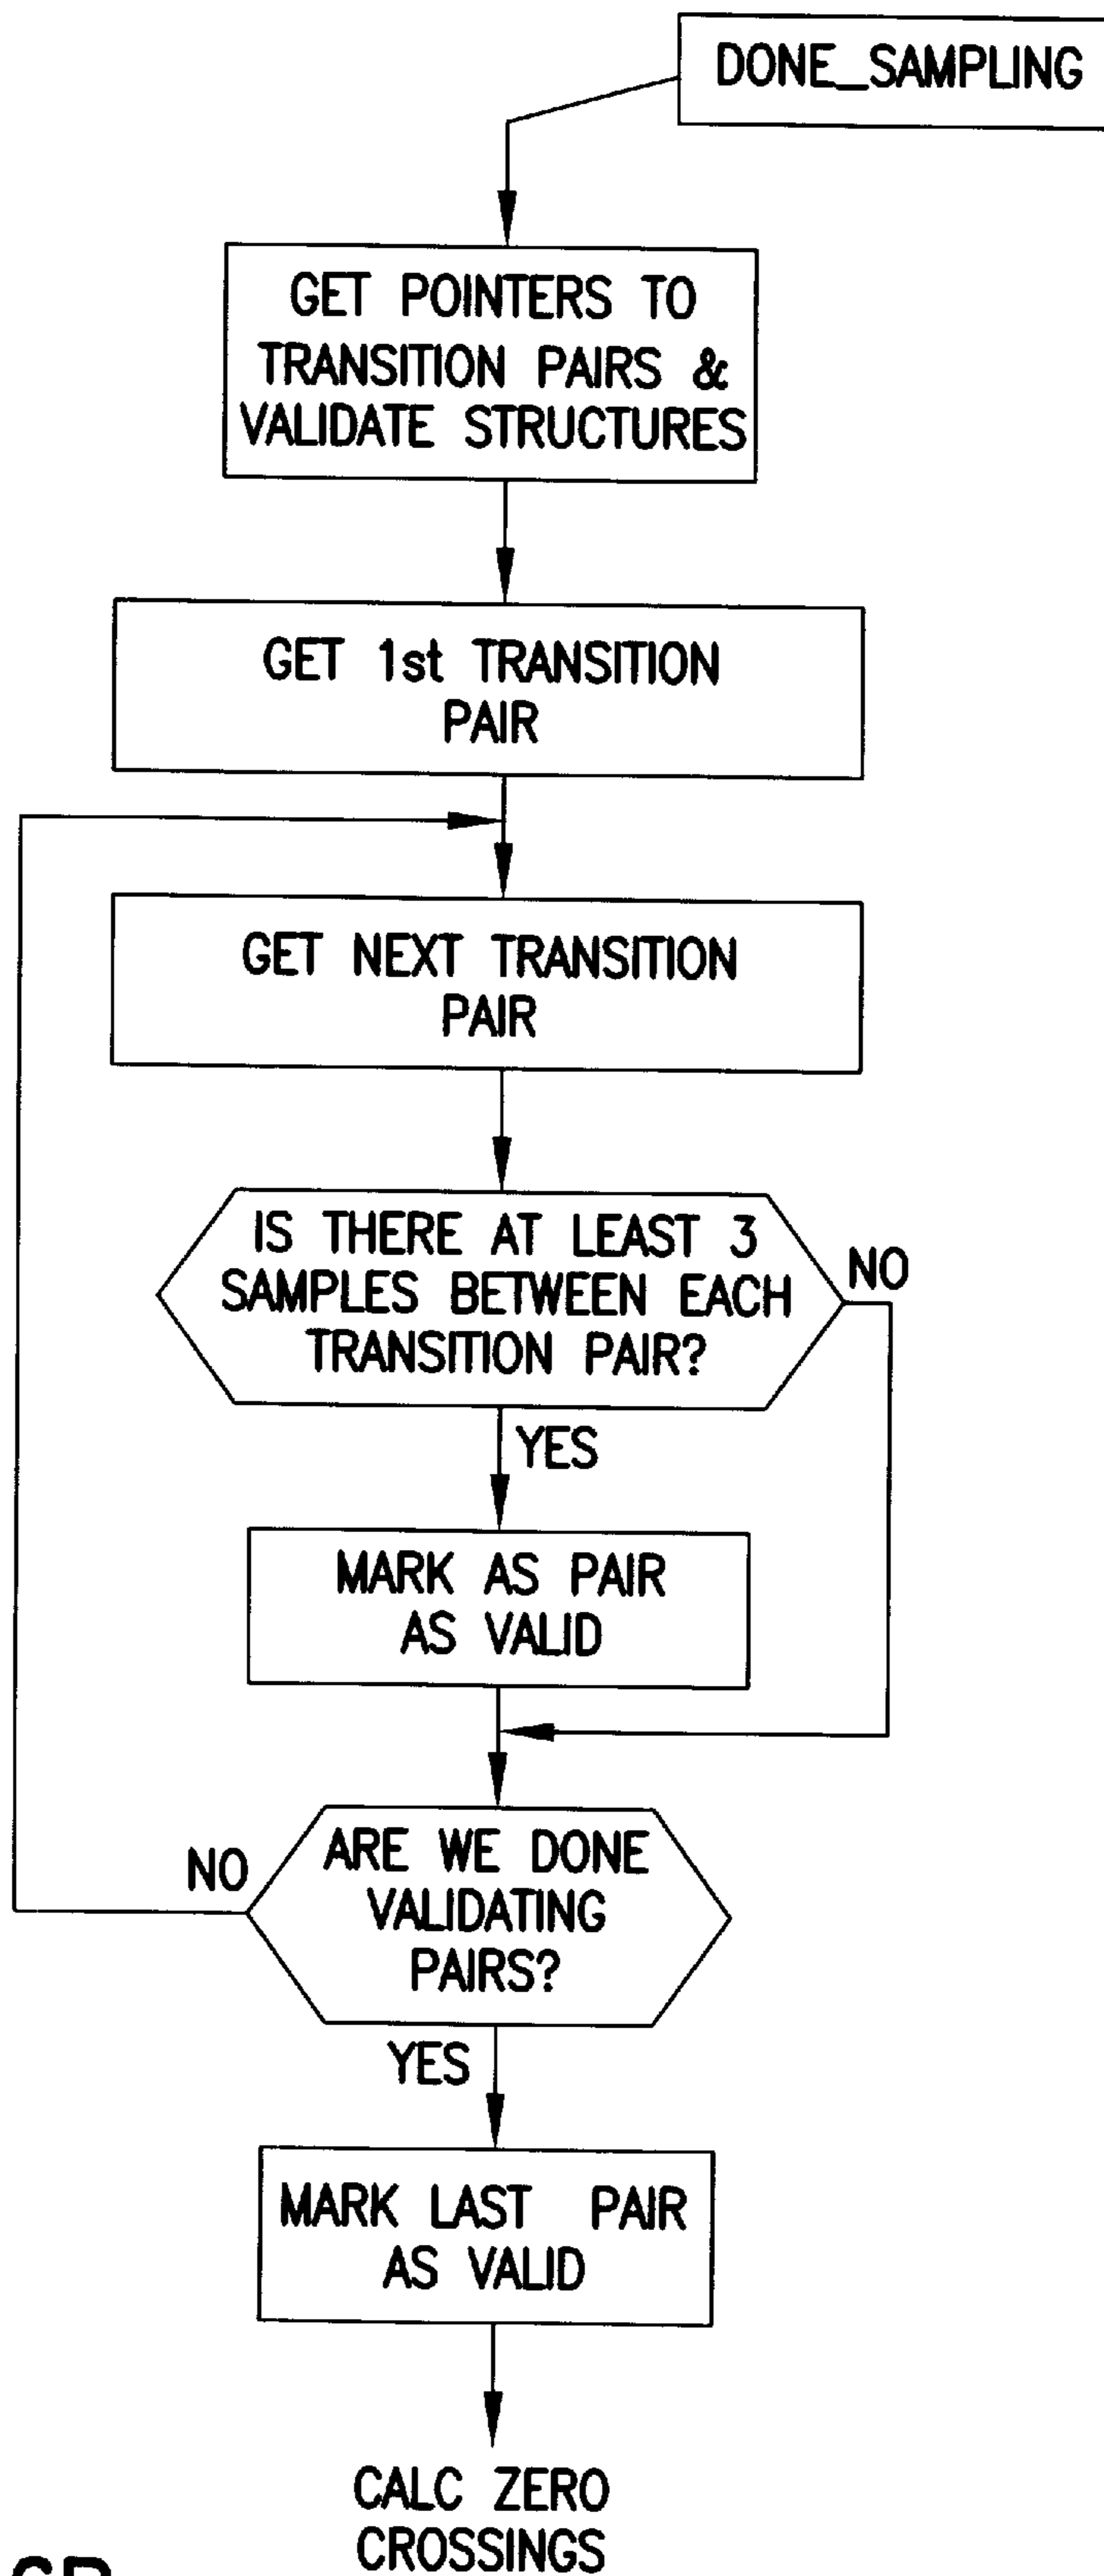 DONE_SAMPLING
GET POINTERS TO
TRANSITION PAIRS &
VALIDATE STRUCTURES
GET 1st TRANSITION
PAIR
GET NEXT TRANSITION
PAIR
IS THERE AT LEAST 3
SAMPLES BETWEEN EACH
TRANSITION PAIR?
NO
YES
MARK AS PAIR
AS VALID
ARE WE DONE
VALIDATING
PAIRS?
NO
YES
MARK LAST PAIR
AS VALID
CALC ZERO
CROSSINGS